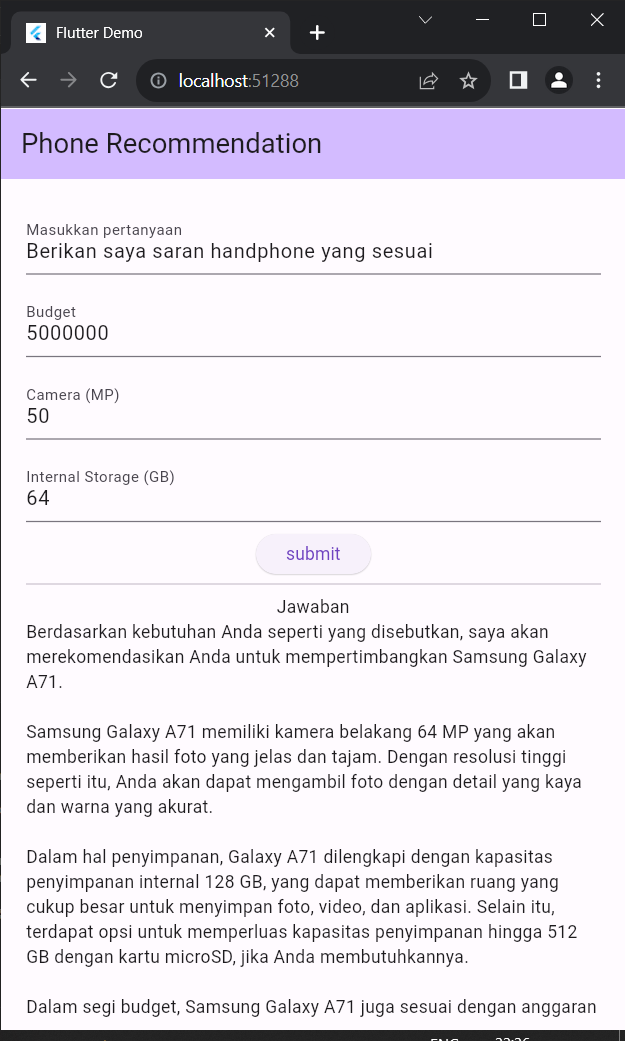 Flutter Demo
localhost:51288
Phone Recommendation
Masukkan pertanyaan
Berikan saya saran handphone yang sesuai
Budget
5000000
Camera (MP)
50
Internal Storage (GB)
64
submit
Jawaban
Berdasarkan kebutuhan Anda seperti yang disebutkan, saya akan
merekomendasikan Anda untuk mempertimbangkan Samsung Galaxy
A71.
Samsung Galaxy A71 memiliki kamera belakang 64 MP yang akan
memberikan hasil foto yang jelas dan tajam. Dengan resolusi tinggi
seperti itu, Anda akan dapat mengambil foto dengan detail yang kaya
dan warna yang akurat.
Dalam hal penyimpanan, Galaxy A71 dilengkapi dengan kapasitas
penyimpanan internal 128 GB, yang dapat memberikan ruang yang
cukup besar untuk menyimpan foto, video, dan aplikasi. Selain itu,
terdapat opsi untuk memperluas kapasitas penyimpanan hingga 512
GB dengan kartu microSD, jika Anda membutuhkannya.
Dalam segi budget, Samsung Galaxy A71 juga sesuai dengan anggaran